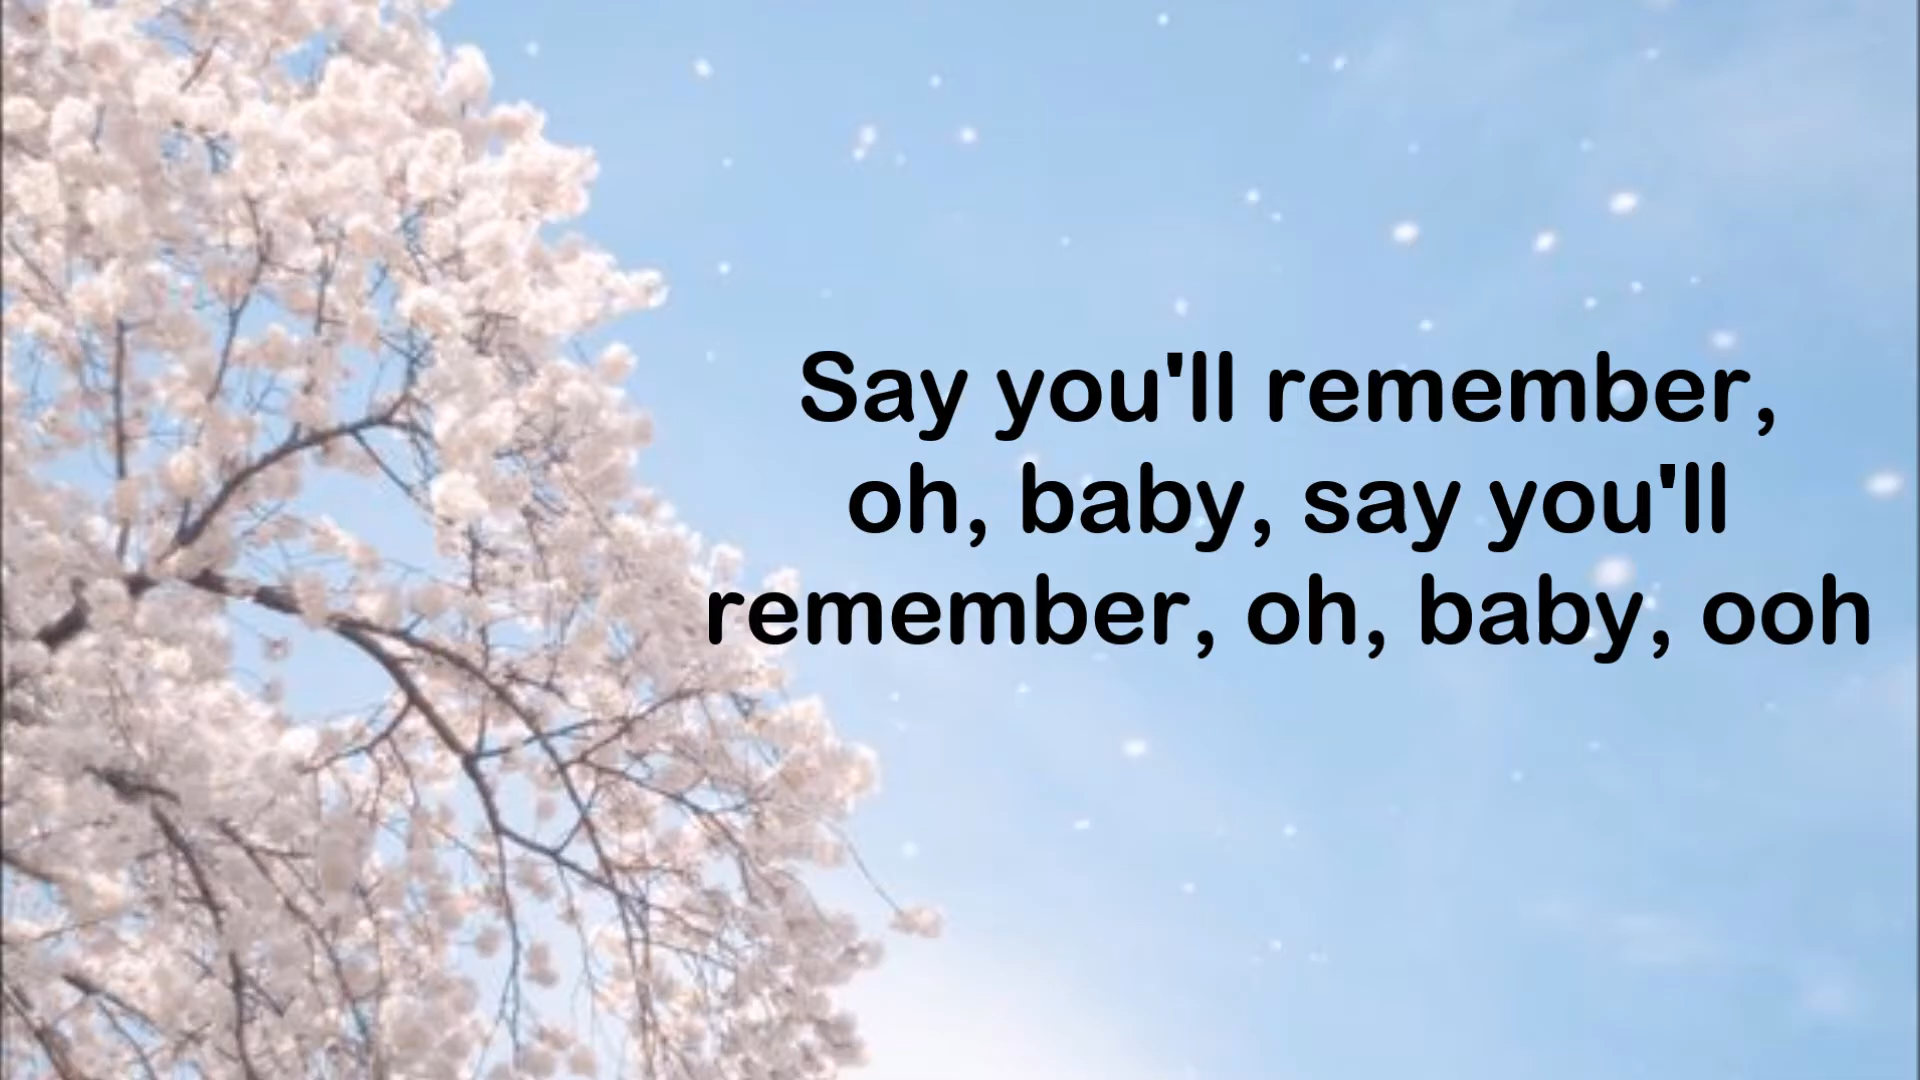 Say you'll remember,
oh, baby, say you'll
remember, oh, baby, ooh